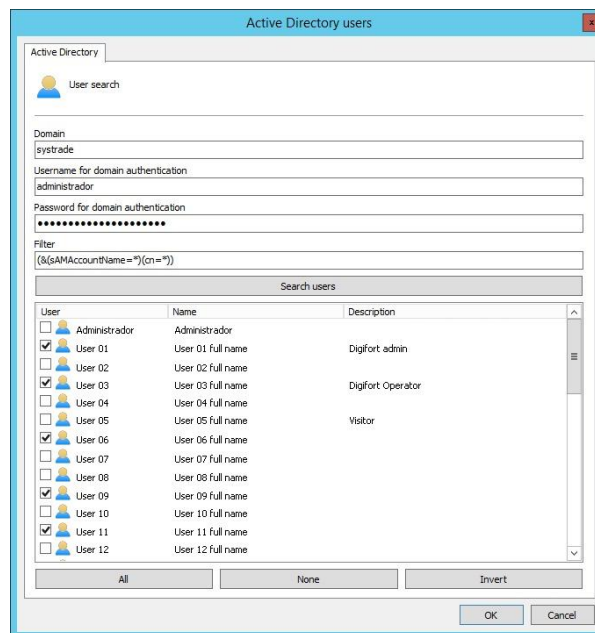 Active Directory users
x
Active Directory
User search
Domain
systrade
Username for domain authentication
administrador
Password for domain authentication
●●●●●●●●●●●●●●●●●●●●●●
Filter
(&(sAMAccountName=*)(cn=*))
Search users
User Name Description
Administrador Administrador
User 01 User 01 full name Digifort admin
User 02 User 02 full name
User 03 User 03 full name Digifort Operator
User 04 User 04 full name
User 05 User 05 full name Visitor
User 06 User 06 full name
User 07 User 07 full name
User 08 User 08 full name
User 09 User 09 full name
User 10 User 10 full name
User 11 User 11 full name
User 12 User 12 full name
All None Invert
OK Cancel